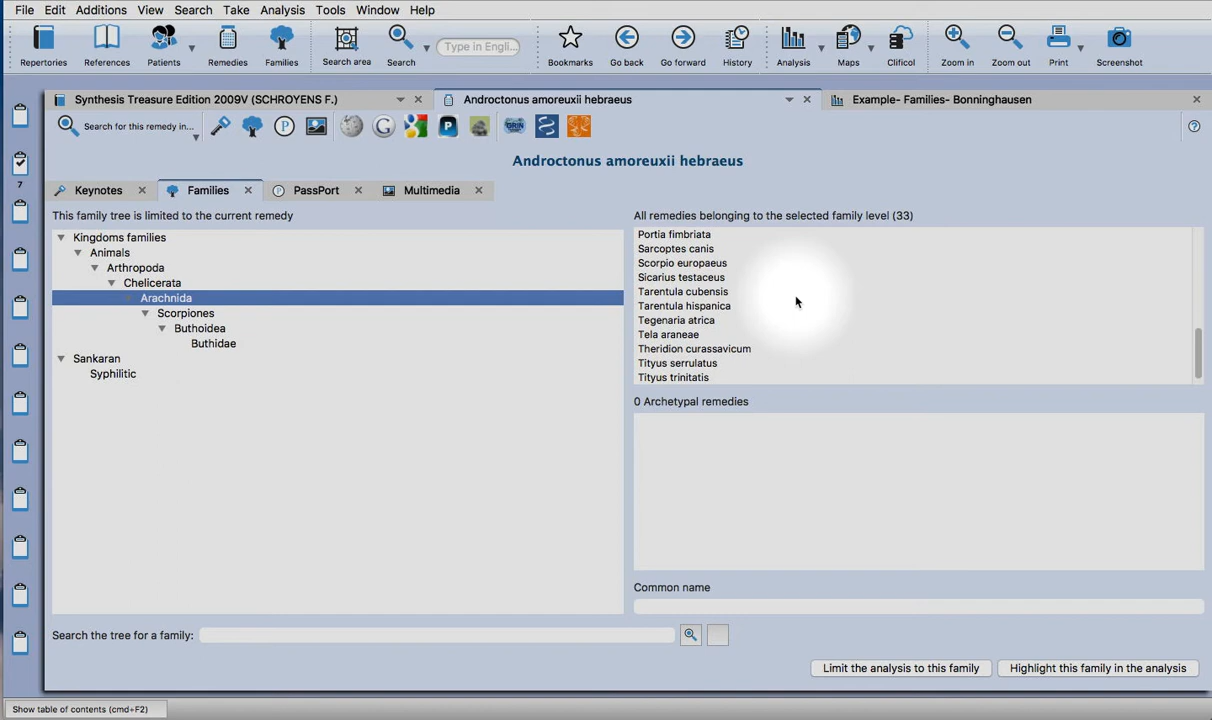 File Edit Additions View Search Take Analysis Tools Window Help
Repertories References Patients Remedies Families Search area Search Type in Engli... Bookmarks Go back Go forward History Analysis Maps Clificol Zoom in Zoom out Print Screenshot
Synthesis Treasure Edition 2009V (SCHROYENS F.) Androctonus amoreuxii hebraeus Example- Families- Bonninghausen
Search for this remedy in... P G P GRIN ?
Androctonus amoreuxii hebraeus
Keynotes Families P PassPort Multimedia
This family tree is limited to the current remedy
Kingdoms families
Animals
Arthropoda
Chelicerata
Arachnida
Scorpiones
Buthoidea
Buthidae
Sankaran
Syphilitic
All remedies belonging to the selected family level (33)
Portia fimbriata
Sarcoptes canis
Scorpio europaeus
Sicarius testaceus
Tarentula cubensis
Tarentula hispanica
Tegenaria atrica
Tela araneae
Theridion curassavicum
Tityus serrulatus
Tityus trinitatis
0 Archetypal remedies
Common name
Search the tree for a family:
Limit the analysis to this family Highlight this family in the analysis
7
Show table of contents (cmd+F2)